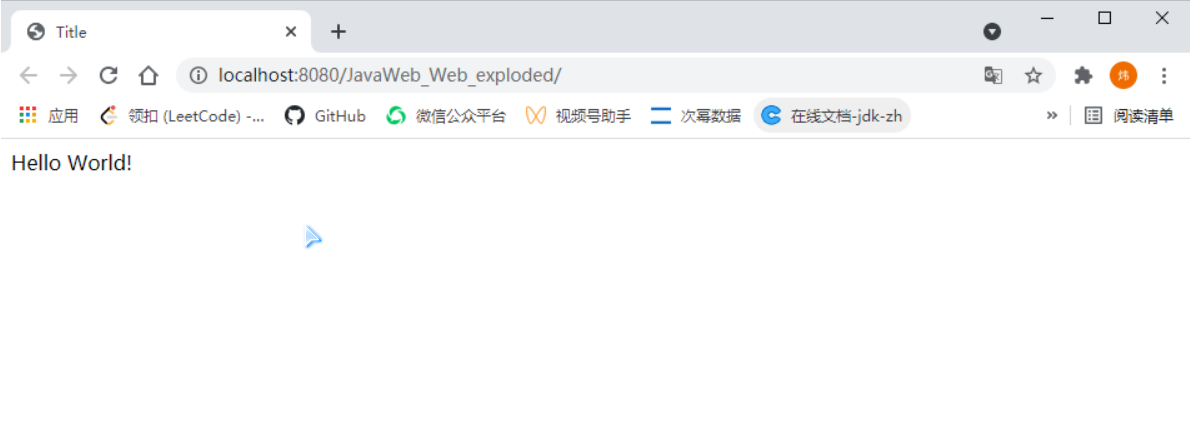 Title
localhost:8080/JavaWeb_Web_exploded/
炜
应用 领扣 (LeetCode) -... GitHub 微信公众平台 视频号助手 次幂数据 在线文档-jdk-zh » 阅读清单
Hello World!